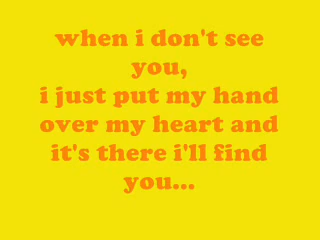 when i don't see
you,
i just put my hand
over my heart and
it's there i'll find
you...